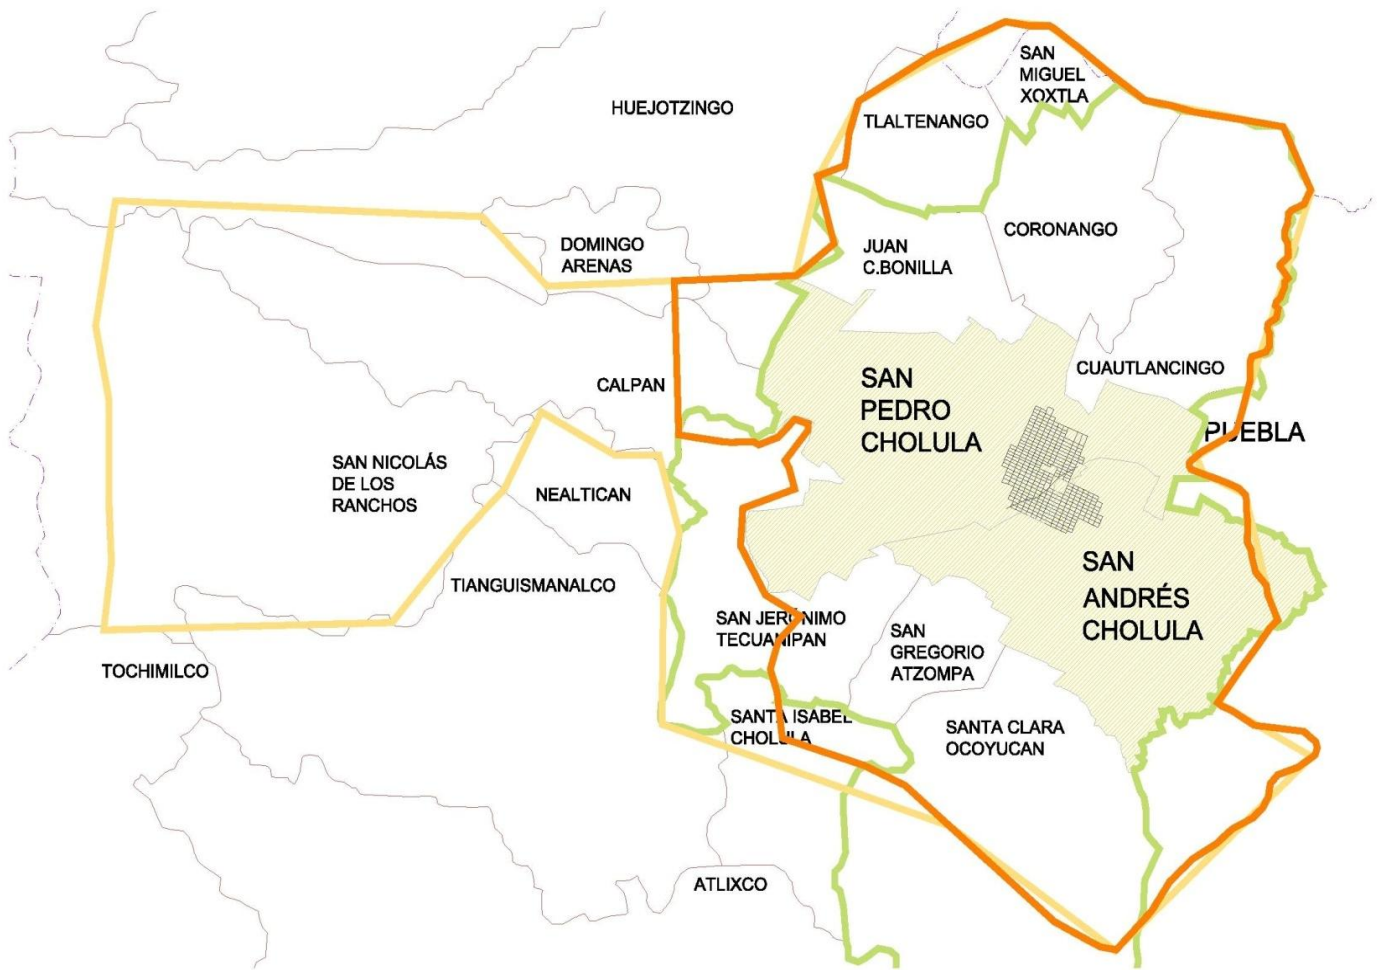 SAN
MIGUEL
XOXTLA
HUEJOTZINGO
TLALTENANGO
CORONANGO
DOMINGO
ARENAS
JUAN
C.BONILLA
CUAUTLANCINGO
CALPAN
SAN
PEDRO
CHOLULA
PUEBLA
SAN NICOLÁS
DE LOS
RANCHOS
NEALTICAN
TIANGUISMANALCO
SAN
ANDRÉS
CHOLULA
SAN JERÓNIMO
TECUANIPAN
SAN
GREGORIO
ATZOMPA
TOCHIMILCO
SANTA ISABEL
CHOLULA
SANTA CLARA
OCOYUCAN
ATLIXCO